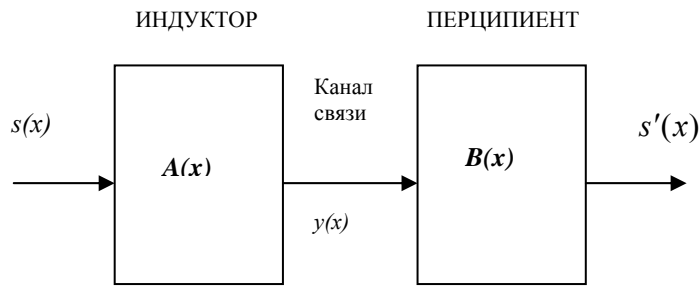 ИНДУКТОР
ПЕРЦИПИЕНТ
s(x)
A(x)
Канал
связи
y(x)
B(x)
s′(x)